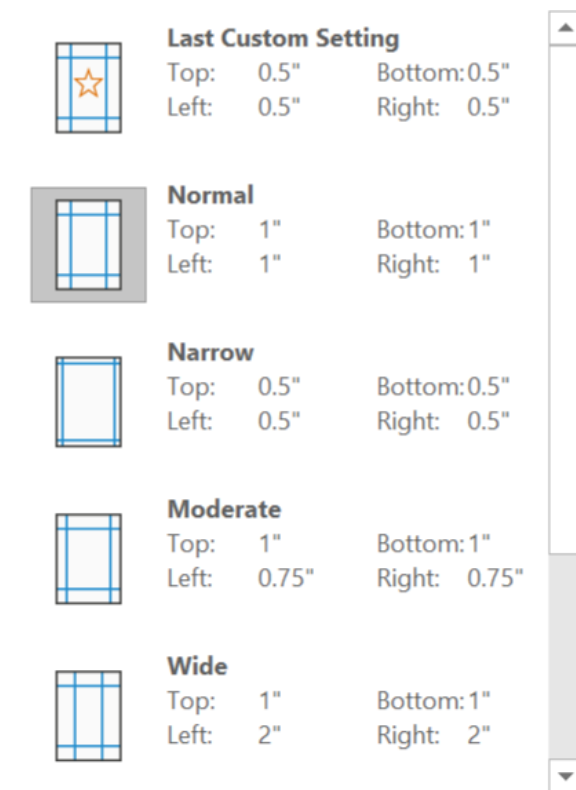 Last Custom Setting
Top: 0.5" Bottom: 0.5"
Left: 0.5" Right: 0.5"
Normal
Top: 1" Bottom: 1"
Left: 1" Right: 1"
Narrow
Top: 0.5" Bottom: 0.5"
Left: 0.5" Right: 0.5"
Moderate
Top: 1" Bottom: 1"
Left: 0.75" Right: 0.75"
Wide
Top: 1" Bottom: 1"
Left: 2" Right: 2"